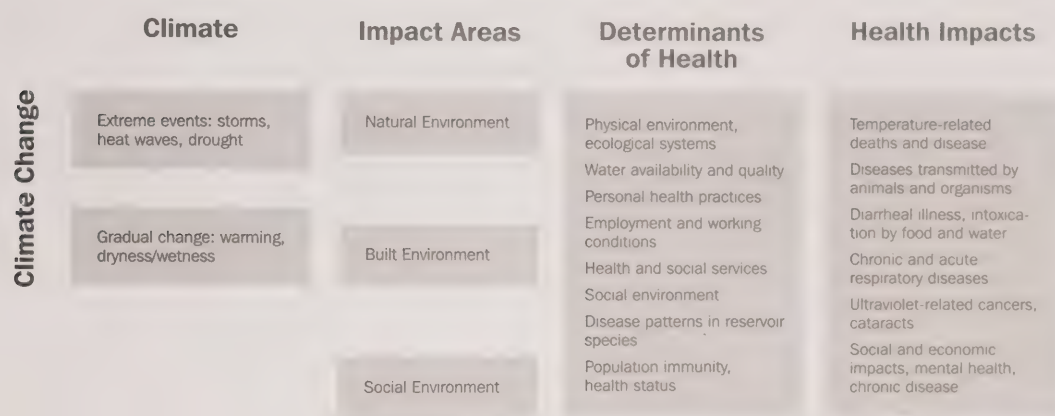 Climate Change
Climate
Extreme events: storms,
heat waves, drought
Gradual change: warming,
dryness/wetness
Impact Areas
Natural Environment
Built Environment
Social Environment
Determinants
of Health
Physical environment,
ecological systems
Water availability and quality
Personal health practices
Employment and working
conditions
Health and social services
Social environment
Disease patterns in reservoir
species
Population immunity,
health status
Health Impacts
Temperature-related
deaths and disease
Diseases transmitted by
animals and organisms
Diarrheal illness, intoxica-
tion by food and water
Chronic and acute
respiratory diseases
Ultraviolet-related cancers,
cataracts
Social and economic
impacts, mental health,
chronic disease